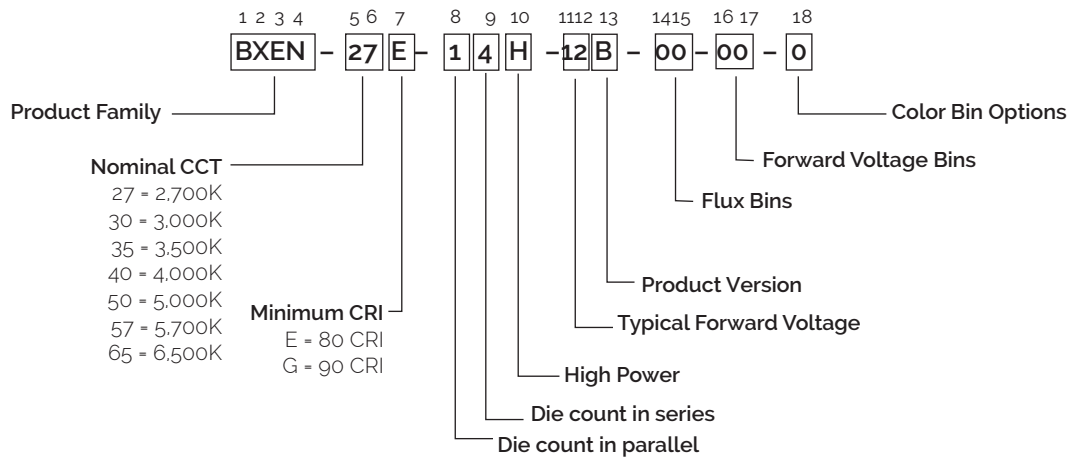 1 2 3 4 5 6 7 8 9 10 1112 13 1415 16 17 18
BXEN – 27 E – 1 4 H – 12 B – 00 – 00 – 0
Product Family
Color Bin Options
Nominal CCT
Forward Voltage Bins
27 = 2,700K
Flux Bins
30 = 3,000K
35 = 3,500K
40 = 4,000K
Product Version
50 = 5,000K
Minimum CRI
57 = 5,700K
Typical Forward Voltage
E = 80 CRI
65 = 6,500K
G = 90 CRI
High Power
Die count in series
Die count in parallel